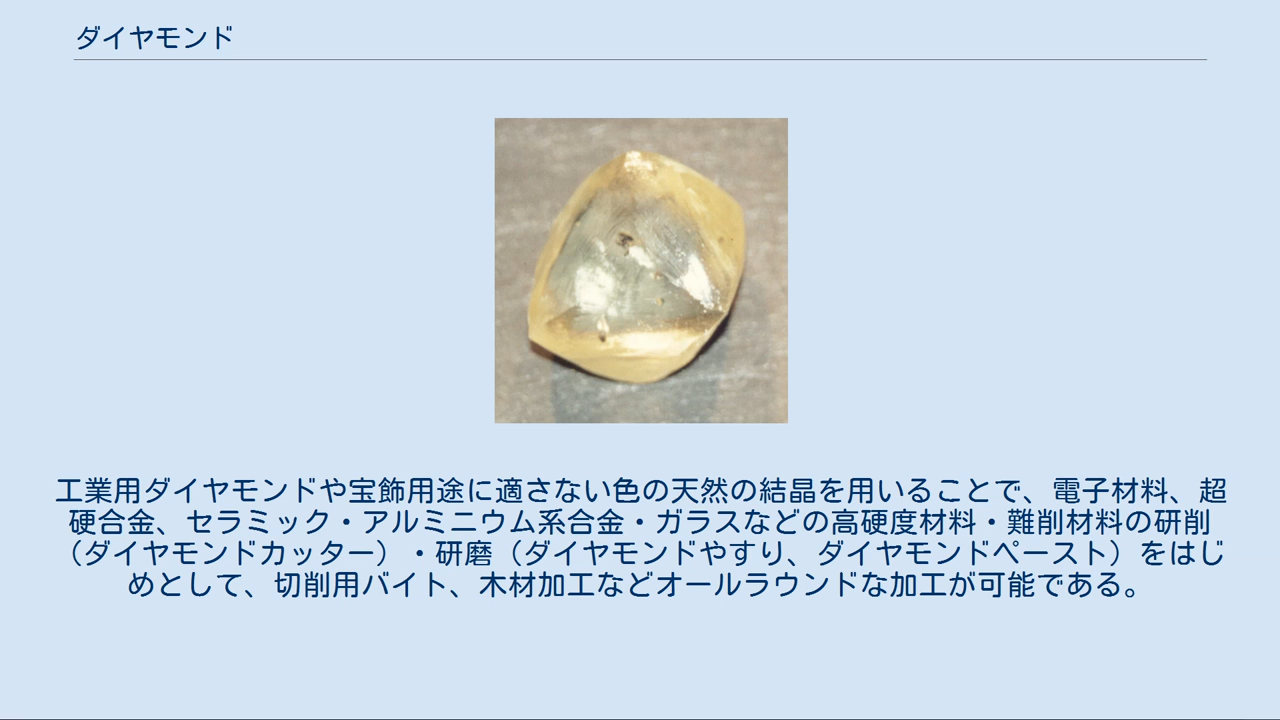 ダイヤモンド
工業用ダイヤモンドや宝飾用途に適さない色の天然の結晶を用いることで、電子材料、超
硬合金、セラミック・アルミニウム系合金・ガラスなどの高硬度材料・難削材料の研削
（ダイヤモンドカッター）・研磨（ダイヤモンドやすり、ダイヤモンドペースト）をはじ
めとして、切削用バイト、木材加工などオールラウンドな加工が可能である。